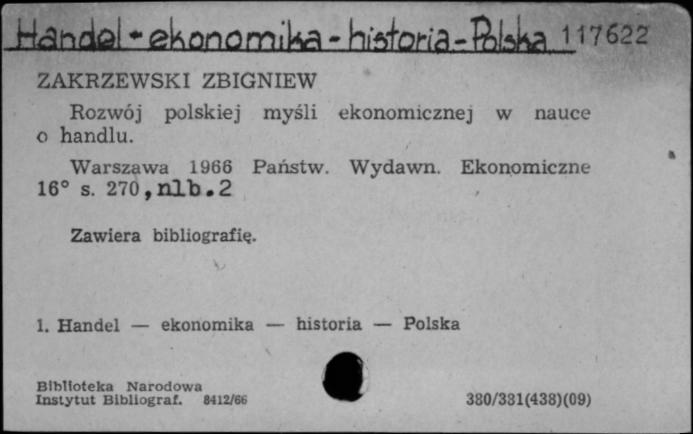 Handel - ekonomika - historia - Polska 117622
ZAKRZEWSKI ZBIGNIEW
Rozwój polskiej myśli ekonomicznej w nauce
o handlu.
Warszawa 1966 Państw. Wydawn. Ekonomiczne
16° s. 270, nlb. 2
Zawiera bibliografię.
1. Handel — ekonomika — historia — Polska
Biblioteka Narodowa
Instytut Bibliograf. 8412/66 380/381(438)(09)